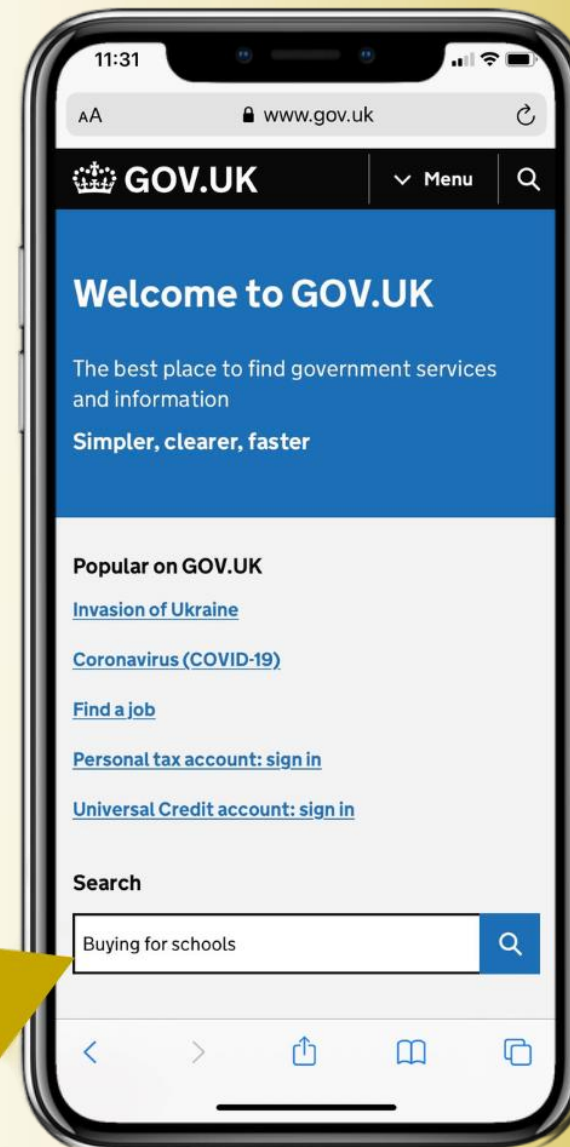 11:31
AA www.gov.uk
GOV.UK Menu
Welcome to GOV.UK
The best place to find government services
and information
Simpler, clearer, faster
Popular on GOV.UK
Invasion of Ukraine
Coronavirus (COVID-19)
Find a job
Personal tax account: sign in
Universal Credit account: sign in
Search
Buying for schools